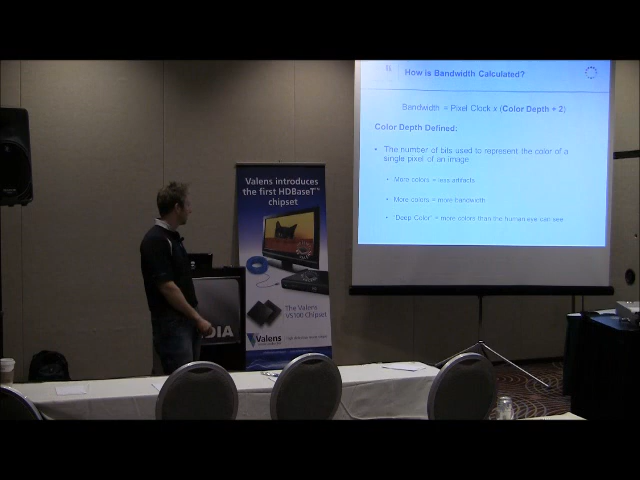 How is Bandwidth Calculated?
Bandwidth = Pixel Clock x (Color Depth + 2)
Color Depth Defined:
• The number of bits used to represent the color of a
single pixel of an image
• More colors = less artifacts
• More colors = more bandwidth
• "Deep Color" = more colors than the human eye can see
Valens introduces
the first HDBaseT™
chipset
The Valens
VS100 Chipset
Valens
DIA